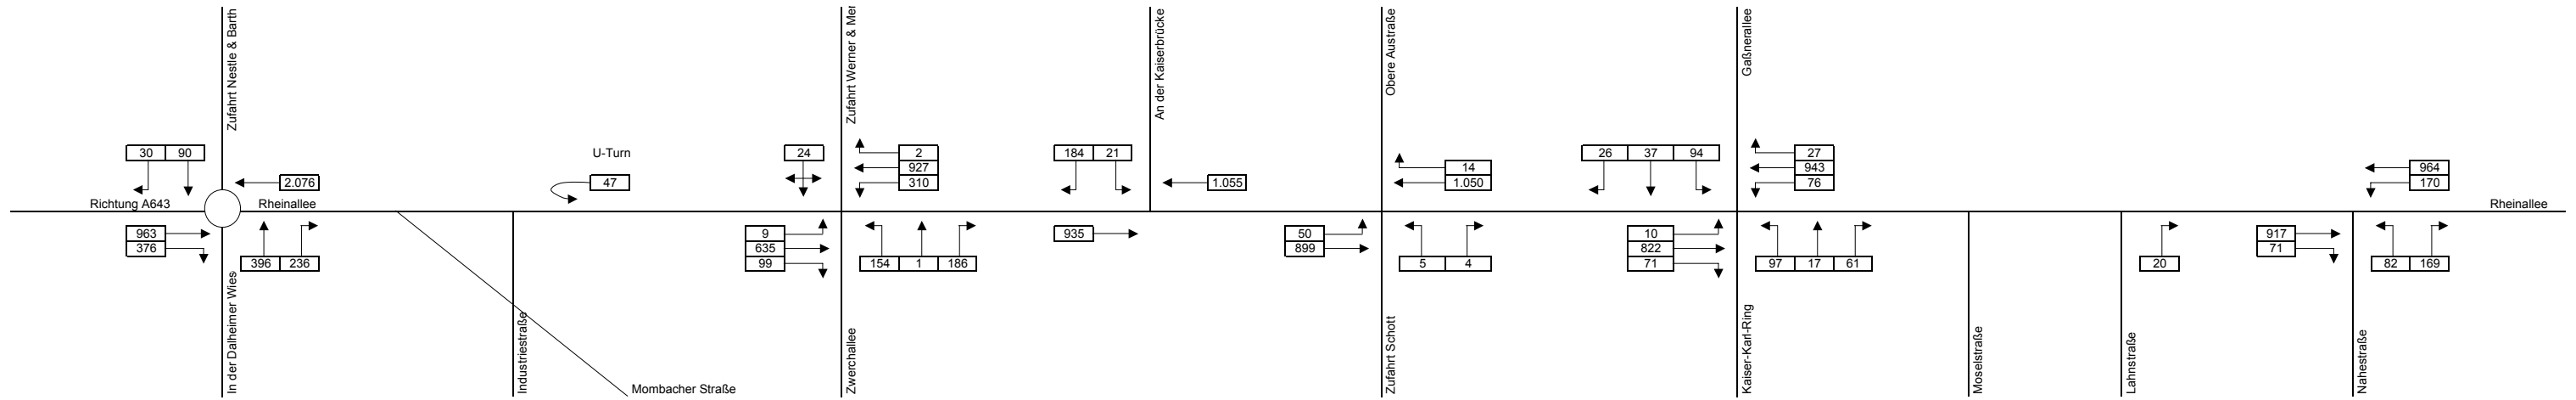 Zufahrt Nestle & Barth
Zufahrt Werner & Mer
An der Kaiserbrücke
Obere Austraße
Gaßnerallee
30 90
2.076
U-Turn
47
24
2
927
310
184 21
1.055
14
1.050
26 37 94
27
943
76
964
170
Richtung A643
Rheinallee
Rheinallee
963
376
396 236
9
635
99
154 1 186
935
50
899
5 4
10
822
71
97 17 61
20
917
71
82 169
In der Dalheimer Wies
Industriestraße
Mombacher Straße
Zwerchallee
Zufahrt Schott
Kaiser-Karl-Ring
Moselstraße
Lahnstraße
Nahestraße